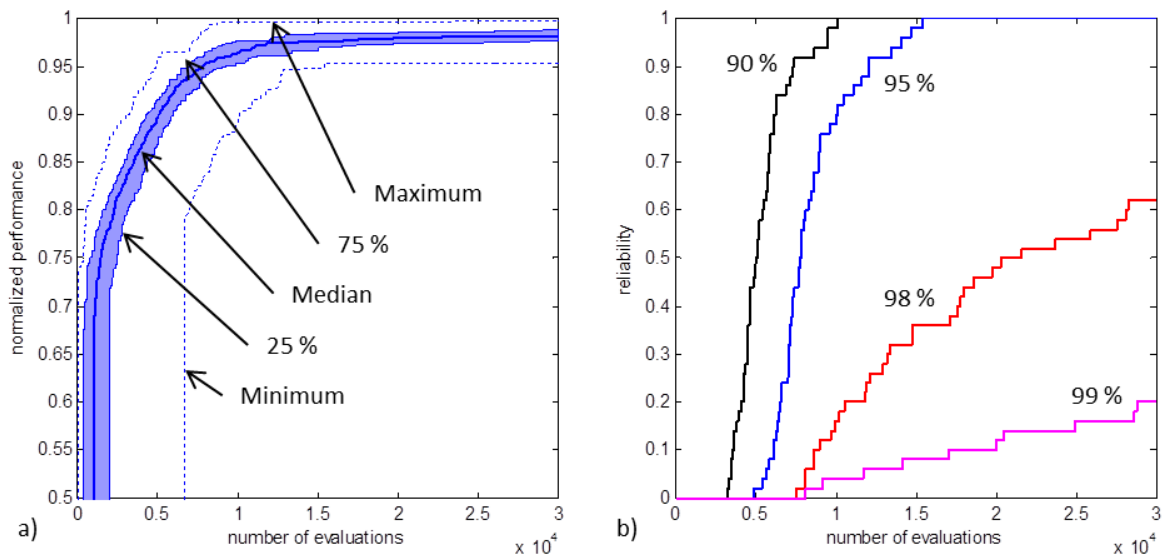 1
0.95
0.9
0.85
0.8
0.75
0.7
0.65
0.6
0.55
0.5
normalized performance
Maximum
75 %
Median
25 %
Minimum
0 0.5 1 1.5 2 2.5 3
number of evaluations
x 10^4
a)
1
0.9
0.8
0.7
0.6
0.5
0.4
0.3
0.2
0.1
0
reliability
90 %
95 %
98 %
99 %
0 0.5 1 1.5 2 2.5 3
number of evaluations
x 10^4
b)